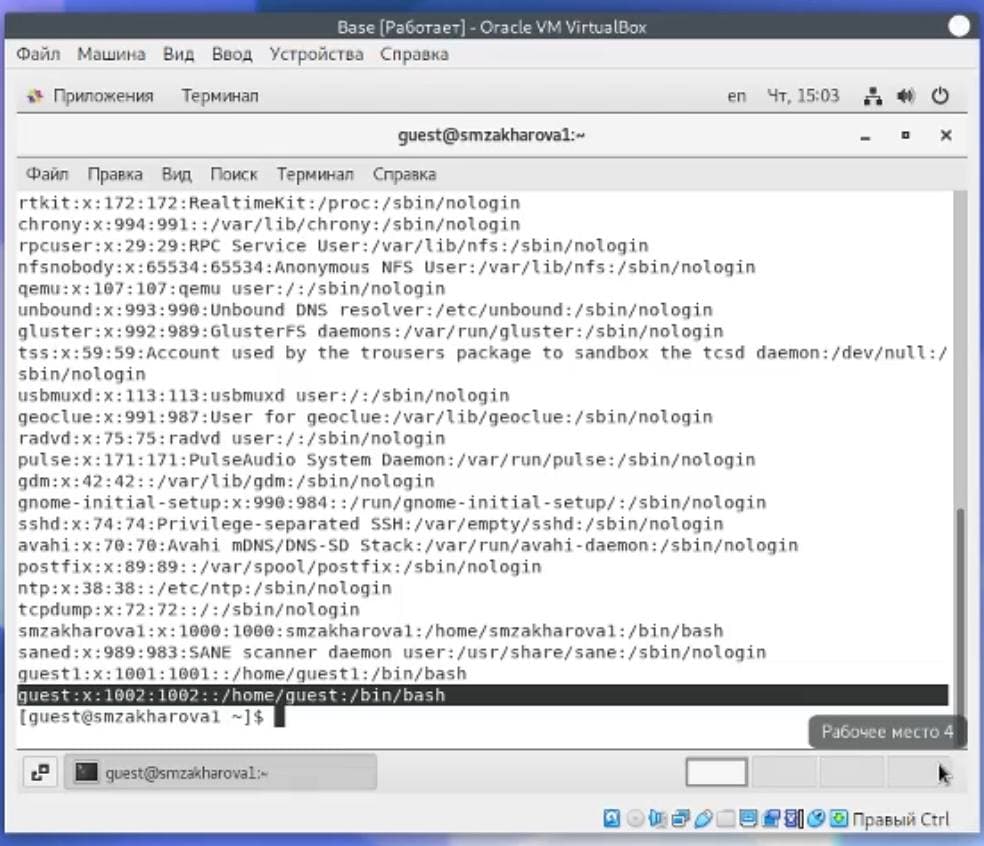 Base [Работает] - Oracle VM VirtualBox
Файл Машина Вид Ввод Устройства Справка
Приложения Терминал en Чт, 15:03
guest@smzakharova1:~
Файл Правка Вид Поиск Терминал Справка
rtkit:x:172:172:RealtimeKit:/proc:/sbin/nologin
chrony:x:994:991::/var/lib/chrony:/sbin/nologin
rpcuser:x:29:29:RPC Service User:/var/lib/nfs:/sbin/nologin
nfsnobody:x:65534:65534:Anonymous NFS User:/var/lib/nfs:/sbin/nologin
qemu:x:107:107:qemu user:/:/sbin/nologin
unbound:x:993:990:Unbound DNS resolver:/etc/unbound:/sbin/nologin
gluster:x:992:989:GlusterFS daemons:/var/run/gluster:/sbin/nologin
tss:x:59:59:Account used by the trousers package to sandbox the tcsd daemon:/dev/null:/
sbin/nologin
usbmuxd:x:113:113:usbmuxd user:/:/sbin/nologin
geoclue:x:991:987:User for geoclue:/var/lib/geoclue:/sbin/nologin
radvd:x:75:75:radvd user:/:/sbin/nologin
pulse:x:171:171:PulseAudio System Daemon:/var/run/pulse:/sbin/nologin
gdm:x:42:42::/var/lib/gdm:/sbin/nologin
gnome-initial-setup:x:990:984::/run/gnome-initial-setup/:/sbin/nologin
sshd:x:74:74:Privilege-separated SSH:/var/empty/sshd:/sbin/nologin
avahi:x:70:70:Avahi mDNS/DNS-SD Stack:/var/run/avahi-daemon:/sbin/nologin
postfix:x:89:89::/var/spool/postfix:/sbin/nologin
ntp:x:38:38::/etc/ntp:/sbin/nologin
tcpdump:x:72:72::/:/sbin/nologin
smzakharova1:x:1000:1000:smzakharova1:/home/smzakharova1:/bin/bash
saned:x:989:983:SANE scanner daemon user:/usr/share/sane:/sbin/nologin
guest1:x:1001:1001::/home/guest1:/bin/bash
guest:x:1002:1002::/home/guest:/bin/bash
[guest@smzakharova1 ~]$
Рабочее место 4
guest@smzakharova1:~
Правый Ctrl